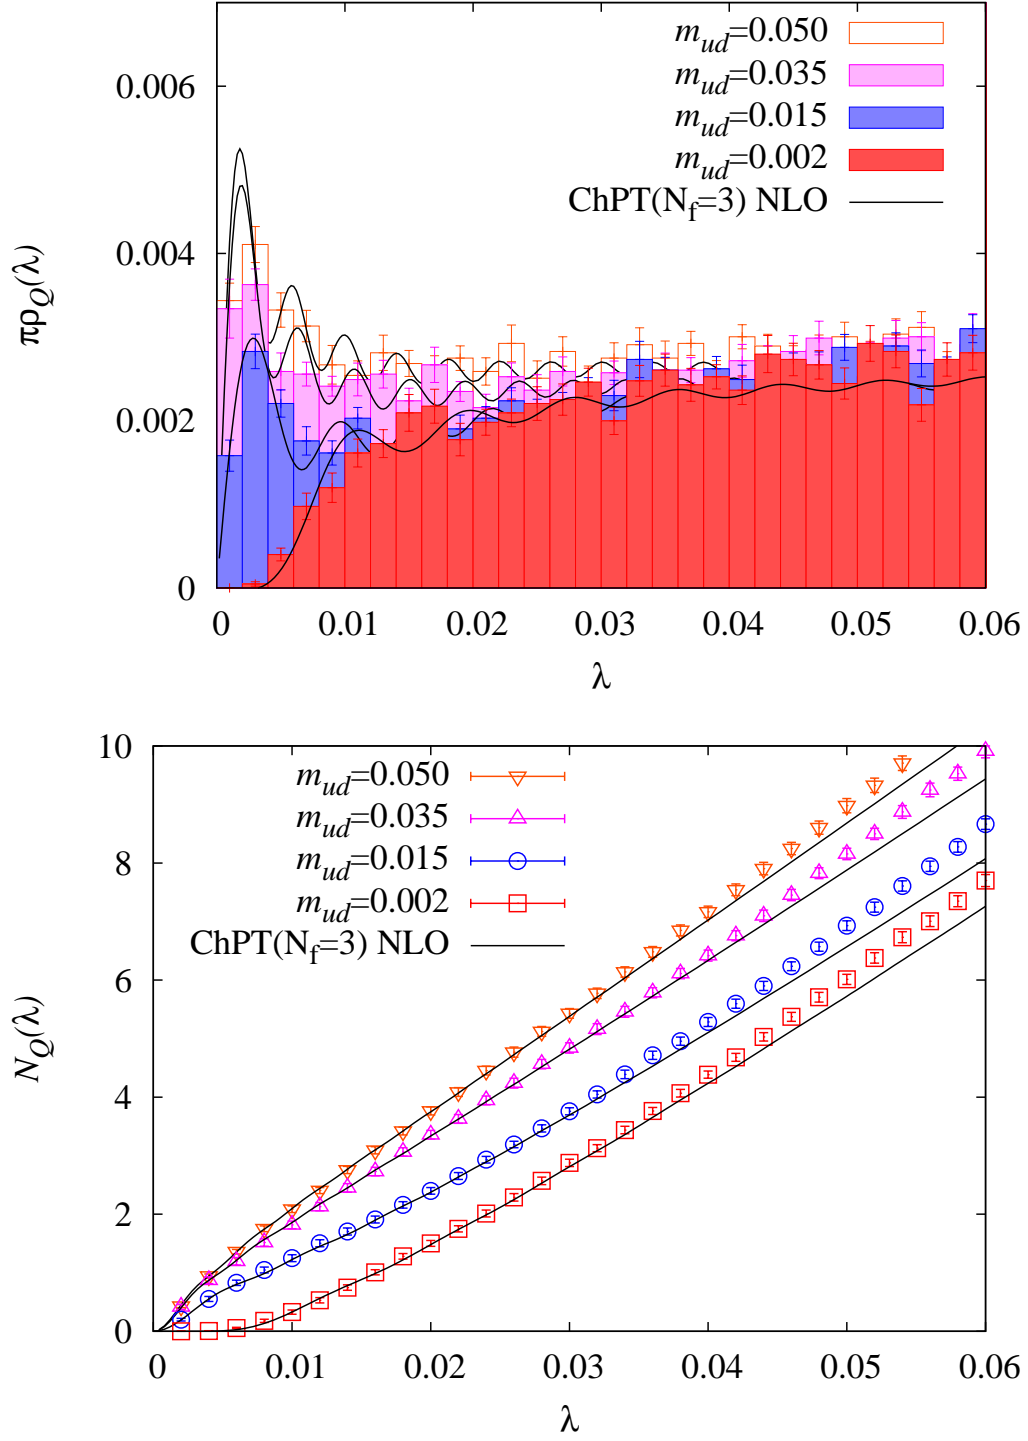 m_ud=0.050
m_ud=0.035
m_ud=0.015
m_ud=0.002
ChPT(N_f=3) NLO
πρ_Q(λ)
0.006
0.004
0.002
0
0 0.01 0.02 0.03 0.04 0.05 0.06
λ
m_ud=0.050
m_ud=0.035
m_ud=0.015
m_ud=0.002
ChPT(N_f=3) NLO
N_Q(λ)
10
8
6
4
2
0
0 0.01 0.02 0.03 0.04 0.05 0.06
λ